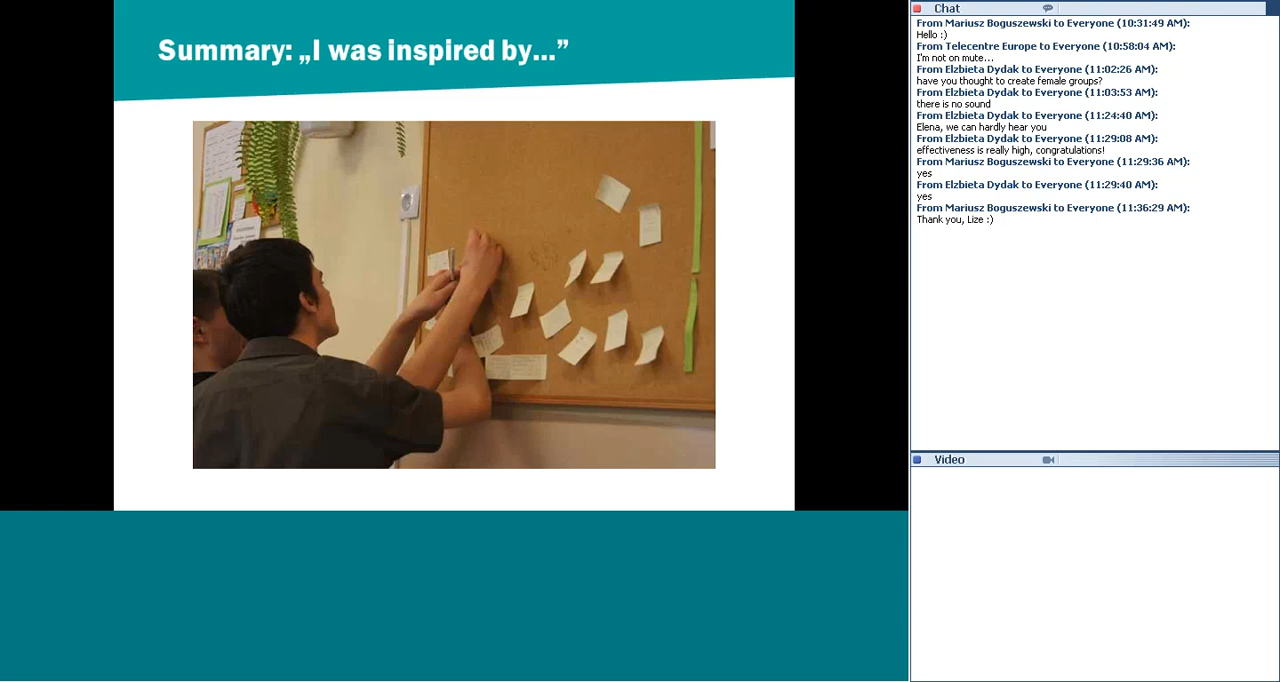 Summary: „I was inspired by...”
Chat
From Mariusz Boguszewski to Everyone (10:31:49 AM):
Hello :)
From Telecentre Europe to Everyone (10:58:04 AM):
I'm not on mute...
From Elzbieta Dydak to Everyone (11:02:26 AM):
have you thought to create female groups?
From Elzbieta Dydak to Everyone (11:03:53 AM):
there is no sound
From Elzbieta Dydak to Everyone (11:24:40 AM):
Elena, we can hardly hear you
From Elzbieta Dydak to Everyone (11:29:08 AM):
effectiveness is really high, congratulations!
From Mariusz Boguszewski to Everyone (11:29:36 AM):
yes
From Elzbieta Dydak to Everyone (11:29:40 AM):
yes
From Mariusz Boguszewski to Everyone (11:36:29 AM):
Thank you, Lize :)
Video